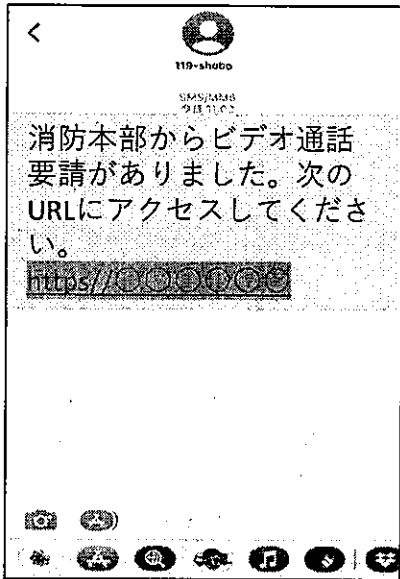 119-shobo
SMS/MMS
消防本部からビデオ通話
要請がありました。次の
URLにアクセスしてくださ
い。
https//